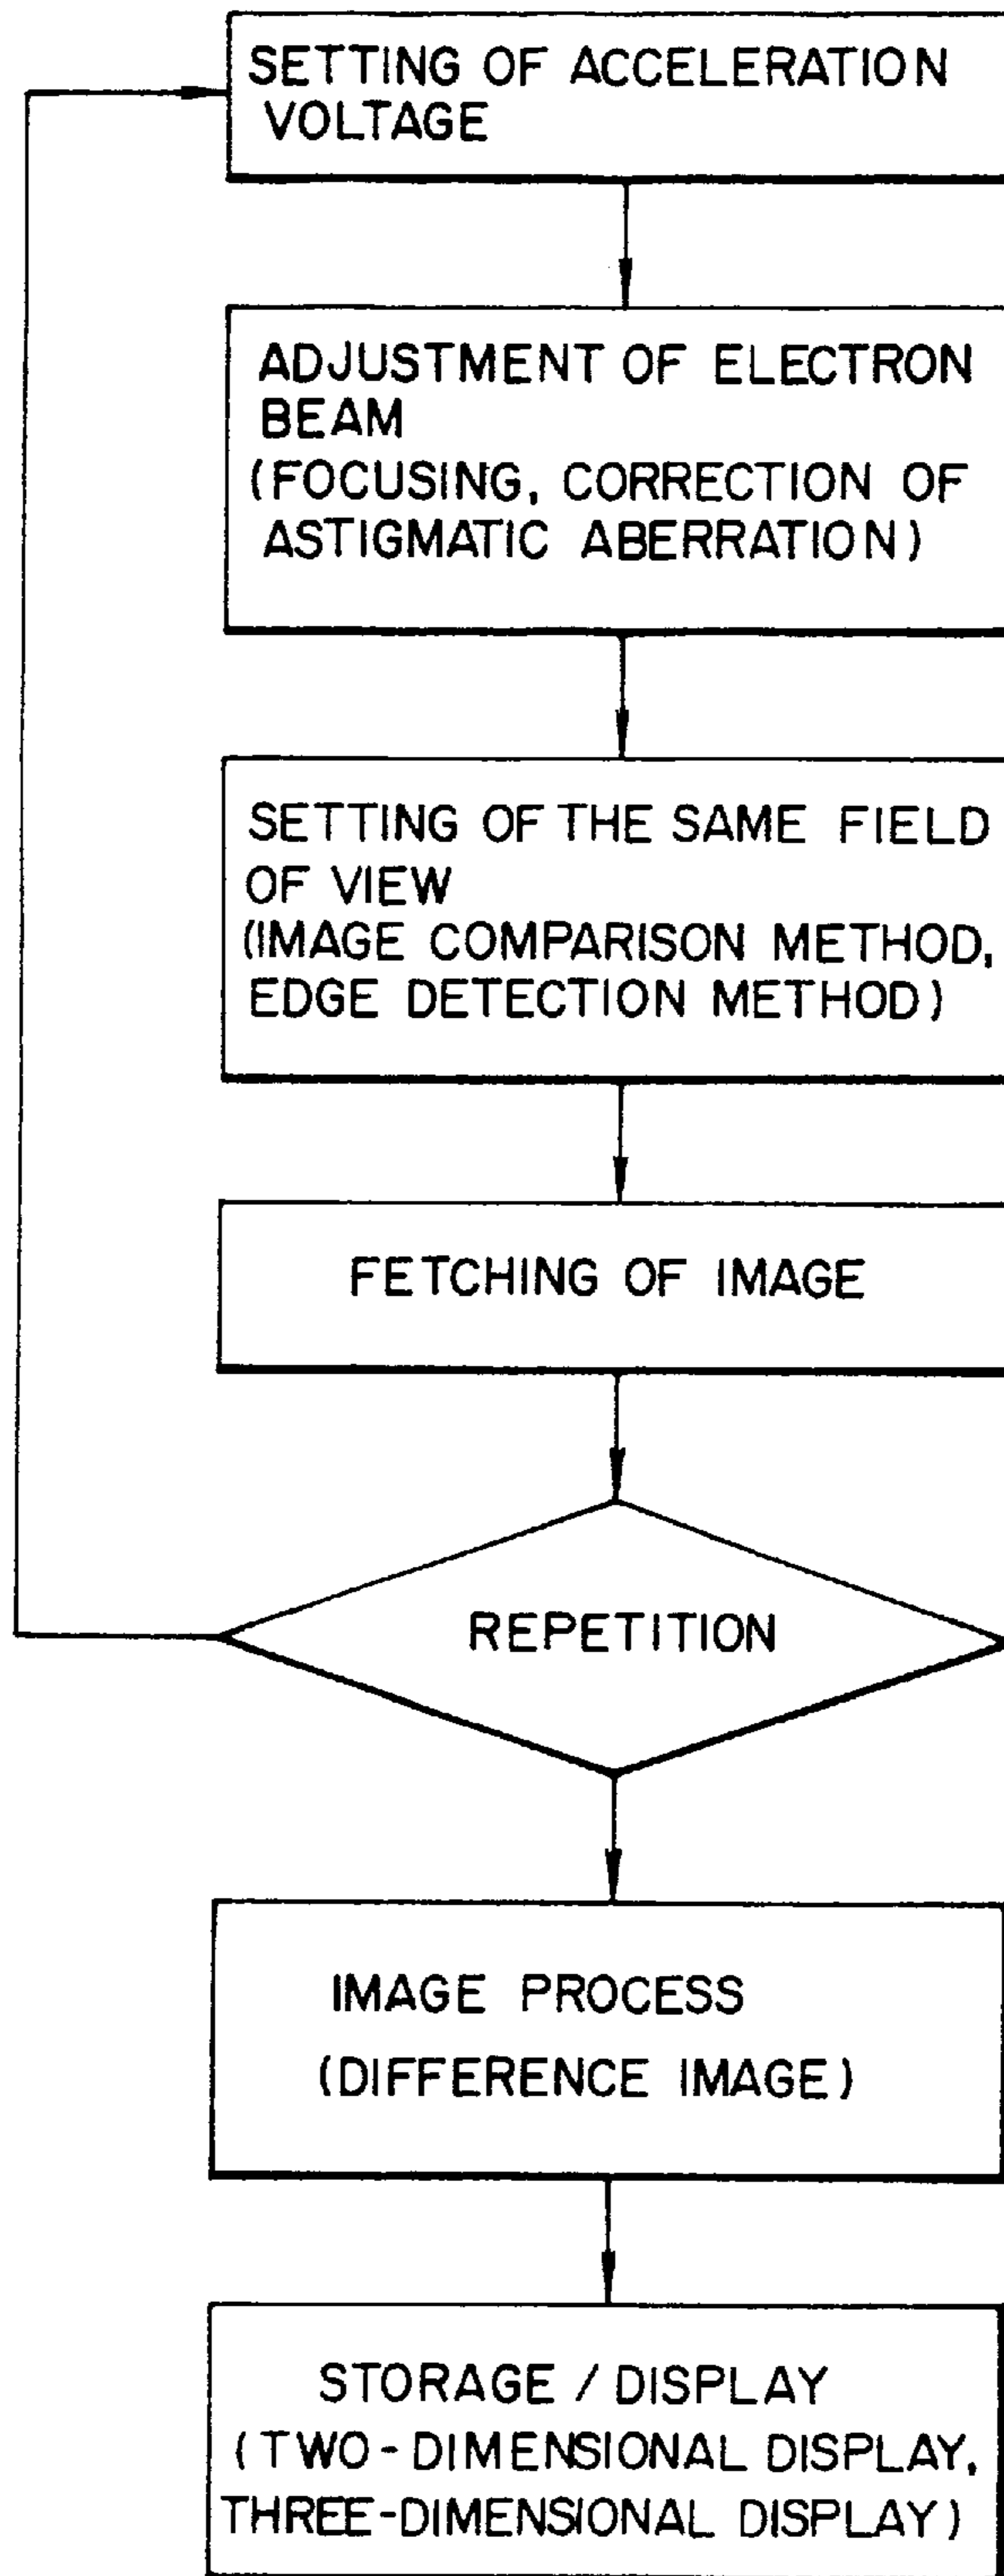 SETTING OF ACCELERATION
VOLTAGE
ADJUSTMENT OF ELECTRON
BEAM
(FOCUSING, CORRECTION OF
ASTIGMATIC ABERRATION)
SETTING OF THE SAME FIELD
OF VIEW
(IMAGE COMPARISON METHOD,
EDGE DETECTION METHOD)
FETCHING OF IMAGE
REPETITION
IMAGE PROCESS
(DIFFERENCE IMAGE)
STORAGE / DISPLAY
(TWO-DIMENSIONAL DISPLAY,
THREE-DIMENSIONAL DISPLAY)